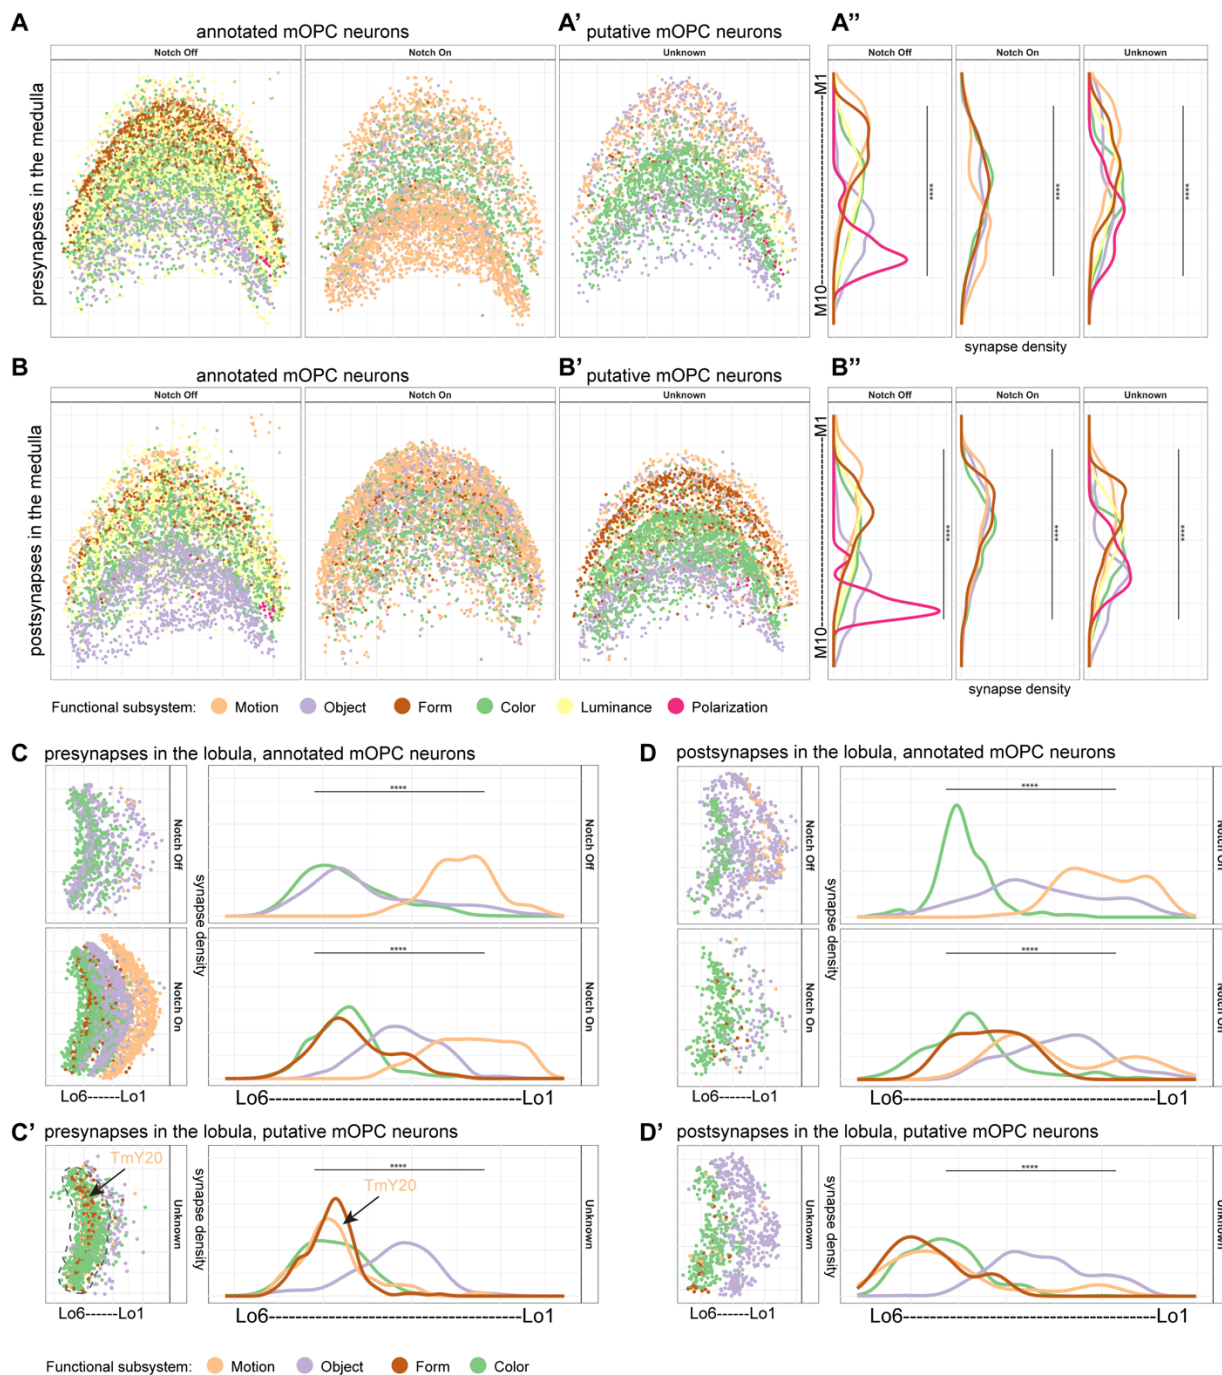 A annotated mOPC neurons A' putative mOPC neurons A''
Notch Off Notch On Unknown Notch Off Notch On Unknown
presynapses in the medulla
M10-----------------M1
****
****
****
synapse density
B annotated mOPC neurons B' putative mOPC neurons B''
Notch Off Notch On Unknown Notch Off Notch On Unknown
postsynapses in the medulla
M10-----------------M1
****
****
****
synapse density
Functional subsystem: Motion Object Form Color Luminance Polarization
C presynapses in the lobula, annotated mOPC neurons
Notch Off
****
Notch Off
synapse density
Notch On
****
Notch On
Lo6------Lo1 Lo6------------------------------Lo1
D postsynapses in the lobula, annotated mOPC neurons
Notch Off
****
synapse density
Notch On
****
Notch On
Lo6------Lo1 Lo6------------------------------Lo1
C' presynapses in the lobula, putative mOPC neurons
TmY20
Unknown
synapse density
****
TmY20
Unknown
Lo6------Lo1 Lo6------------------------------Lo1
D' postsynapses in the lobula, putative mOPC neurons
Unknown
synapse density
****
Unknown
Lo6------Lo1 Lo6------------------------------Lo1
Functional subsystem: Motion Object Form Color